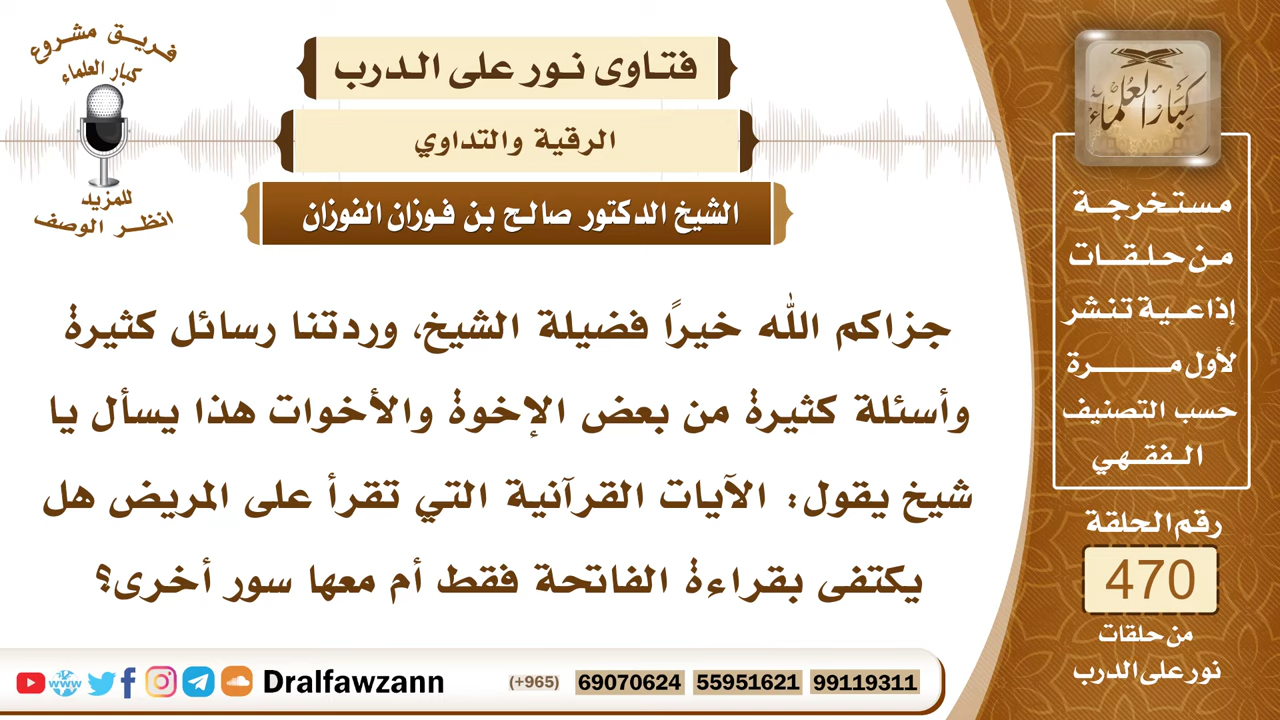 فريق مشروع
كبار العلماء
للمزيد
انظر الوصف
فتاوى نور على الدرب
الرقية والتداوي
الشيخ الدكتور صالح بن فوزان الفوزان
جزاكم الله خيرًا فضيلة الشيخ، وردتنا رسائل كثيرة
وأسئلة كثيرة من بعض الإخوة والأخوات هذا يسأل يا
شيخ يقول: الآيات القرآنية التي تقرأ على المريض هل
يكتفى بقراءة الفاتحة فقط أم معها سور أخرى؟
كبار العلماء
مستخرجة
من حلقات
إذاعية تنشر
لأول مرة
حسب التصنيف
الفقهي
رقم الحلقة
470
من حلقات
نور على الدرب
www
Dralfawzann (+965) 69070624 55951621 99119311